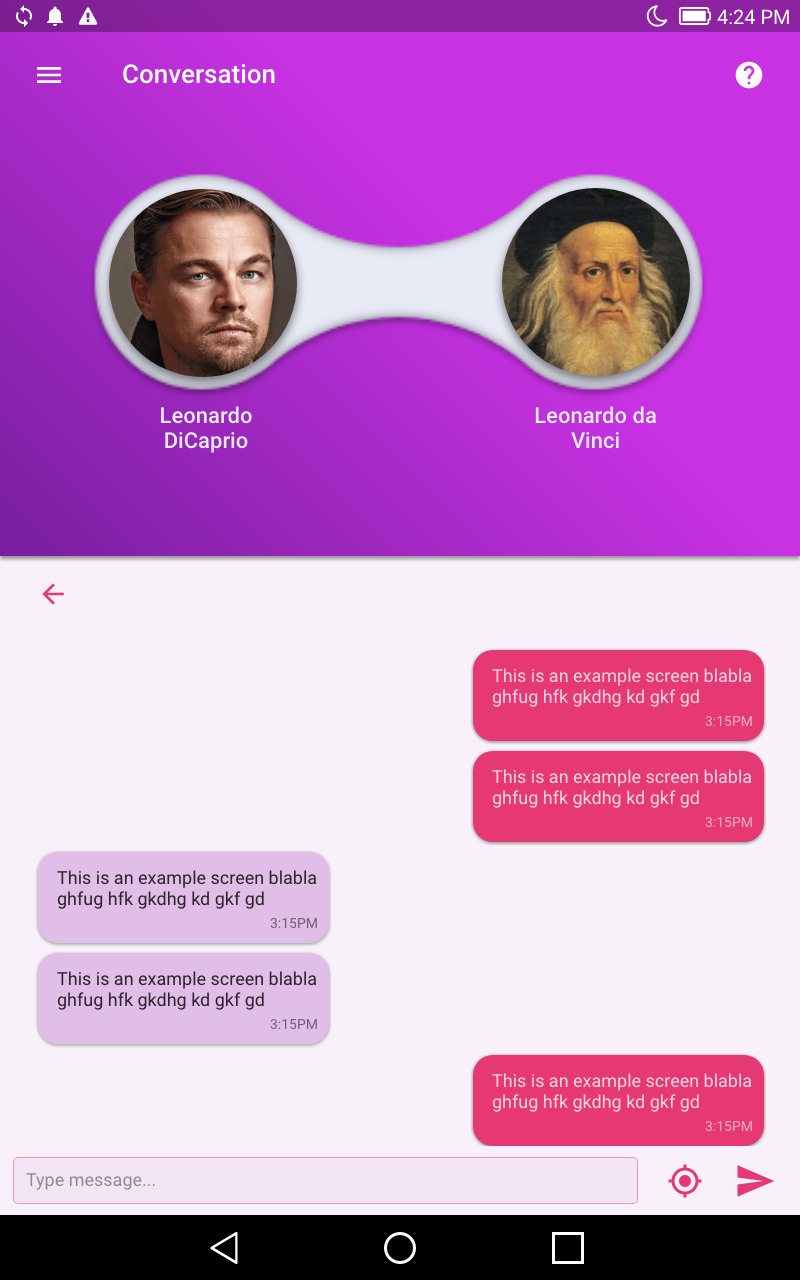 4:24 PM
Conversation
Leonardo
DiCaprio
Leonardo da
Vinci
This is an example screen blabla
ghfug hfk gkdhg kd gkf gd
3:15PM
This is an example screen blabla
ghfug hfk gkdhg kd gkf gd
3:15PM
This is an example screen blabla
ghfug hfk gkdhg kd gkf gd
3:15PM
This is an example screen blabla
ghfug hfk gkdhg kd gkf gd
3:15PM
This is an example screen blabla
ghfug hfk gkdhg kd gkf gd
3:15PM
Type message...